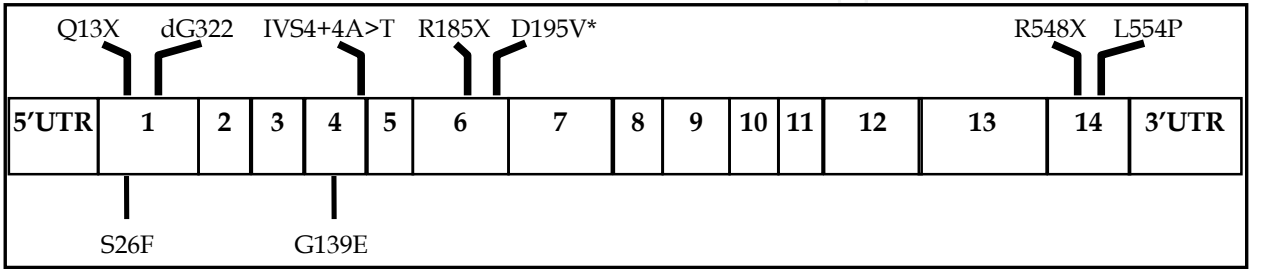 Q13X dG322 IVS4+4A>T R185X D195V* R548X L554P
5′UTR 1 2 3 4 5 6 7 8 9 10 11 12 13 14 3′UTR
S26F G139E